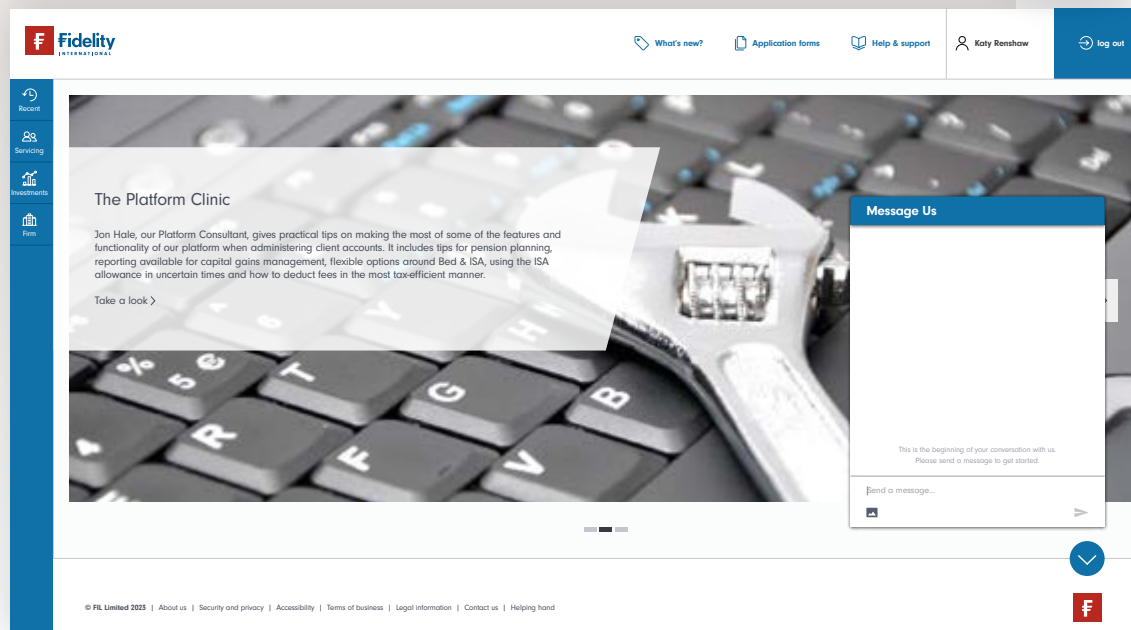 Fidelity
INTERNATIONAL
What's new?
Application forms
Help & support
Katy Renshaw
log out
Recent
Servicing
Investments
Firm
The Platform Clinic
Jon Hale, our Platform Consultant, gives practical tips on making the most of some of the features and
functionality of our platform when administering client accounts. It includes tips for pension planning,
reporting available for capital gains management, flexible options around Bed & ISA, using the ISA
allowance in uncertain times and how to deduct fees in the most tax-efficient manner.
Take a look
% 5 6 Y H
4 R T F G V B
Message Us
This is the beginning of your conversation with us.
Please send a message to get started.
Send a message...
© FIL Limited 2023 | About us | Security and privacy | Accessibility | Terms of business | Legal information | Contact us | Helping hand